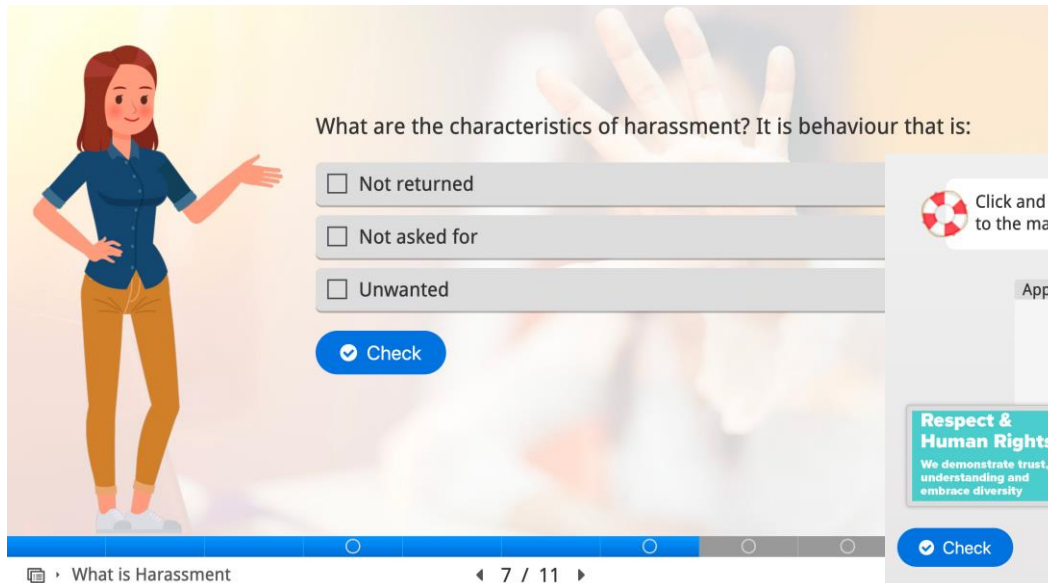 What are the characteristics of harassment? It is behaviour that is:
Not returned
Not asked for
Unwanted
Check
What is Harassment
7 / 11
Click and
to the ma
App
Respect &
Human Rights
We demonstrate trust,
understanding and
embrace diversity
Check